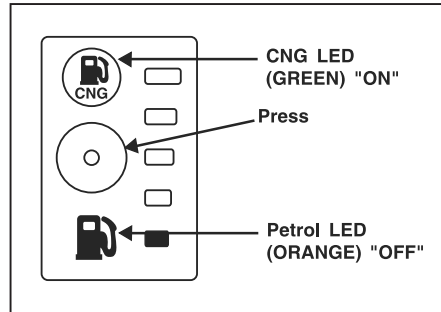 CNG LED
(GREEN) "ON"
CNG
Press
Petrol LED
(ORANGE) "OFF"